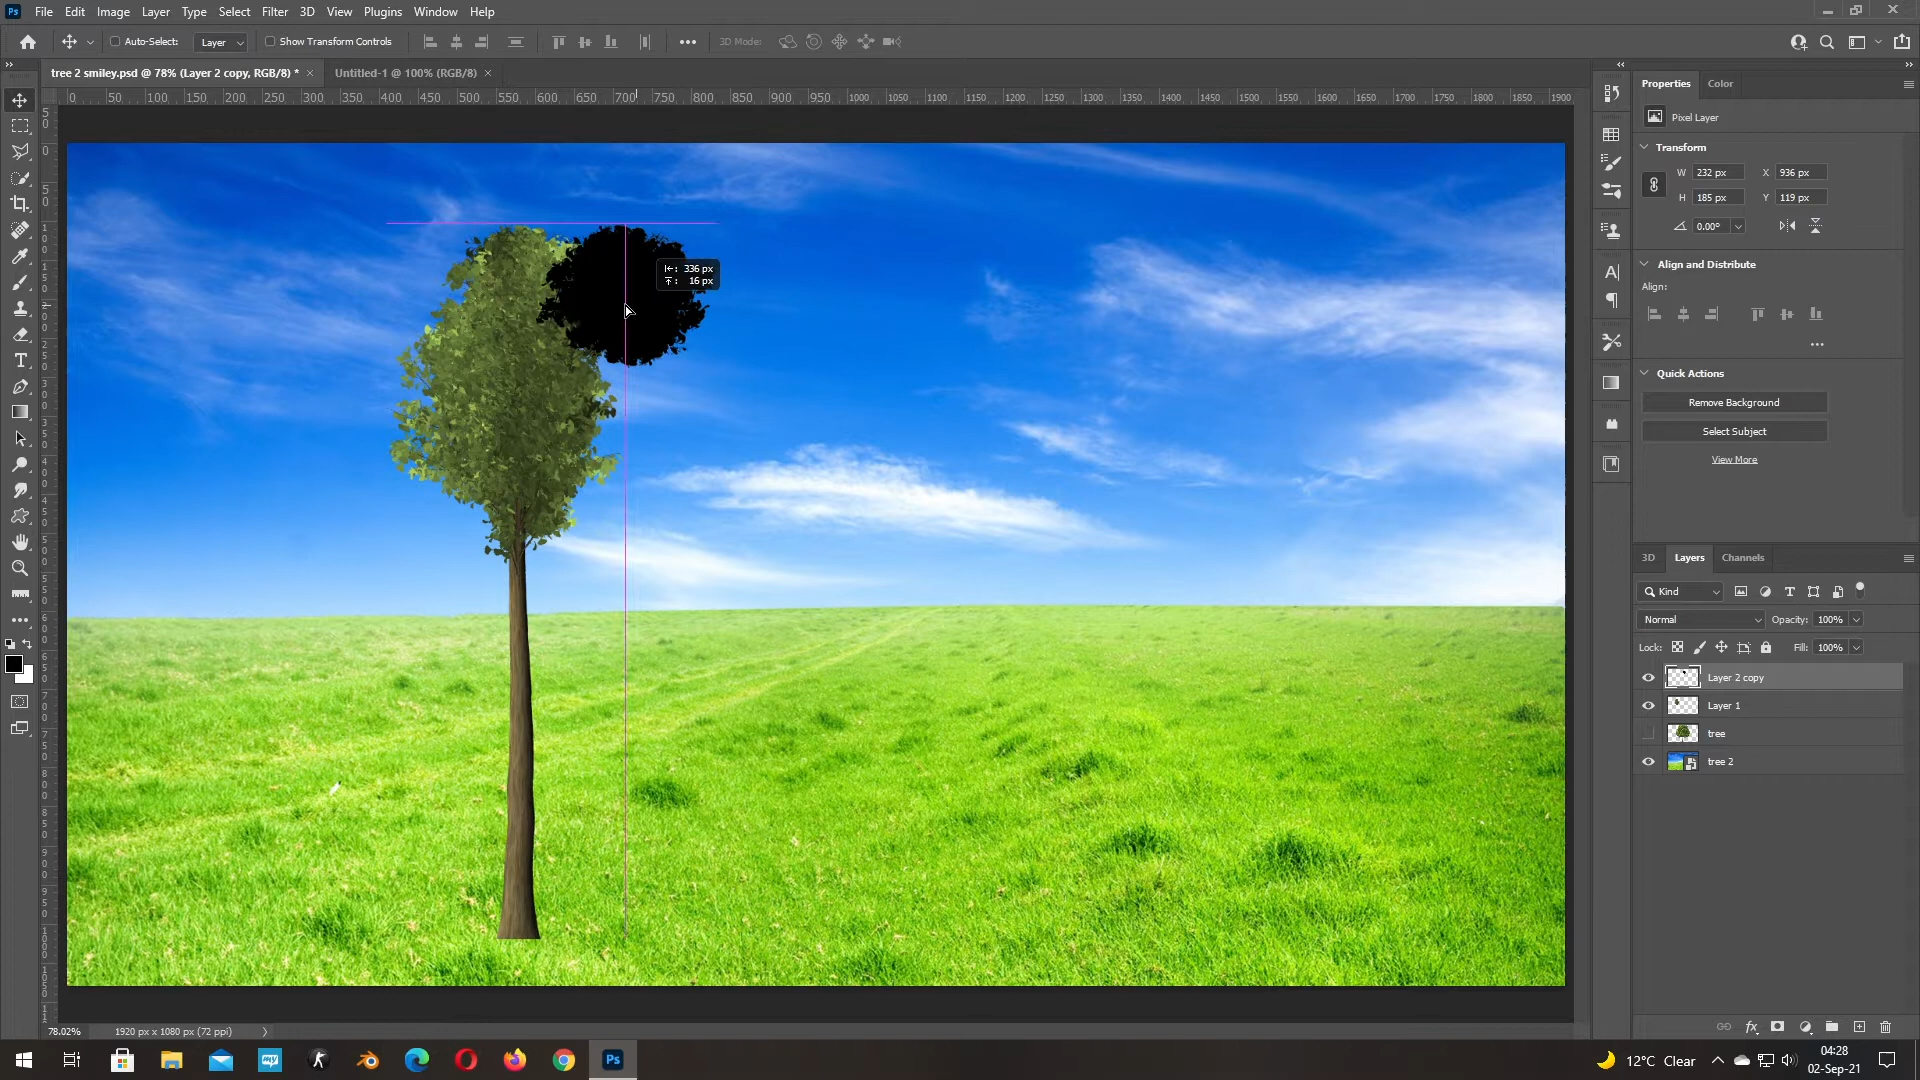 Ps File Edit Image Layer Type Select Filter 3D View Plugins Window Help
Auto-Select: Layer Show Transform Controls 3D Mode:
tree 2 smiley.psd @ 78% (Layer 2 copy, RGB/8) * × Untitled-1 @ 100% (RGB/8) ×
0 50 100 150 200 250 300 350 400 450 500 550 600 650 700 750 800 850 900 950 1000 1050 1100 1150 1200 1250 1300 1350 1400 1450 1500 1550 1600 1650 1700 1750 1800 1850 1900
Properties Color
Pixel Layer
Transform
W 232 px X 936 px
H 185 px Y 119 px
0.00°
Align and Distribute
Align:
Quick Actions
Remove Background
Select Subject
View More
336 px
16 px
3D Layers Channels
Kind
Normal Opacity: 100%
Lock: Fill: 100%
Layer 2 copy
Layer 1
tree
tree 2
78.02% 1920 px x 1080 px (72 ppi)
my Ps 12°C Clear
04:28
02-Sep-21